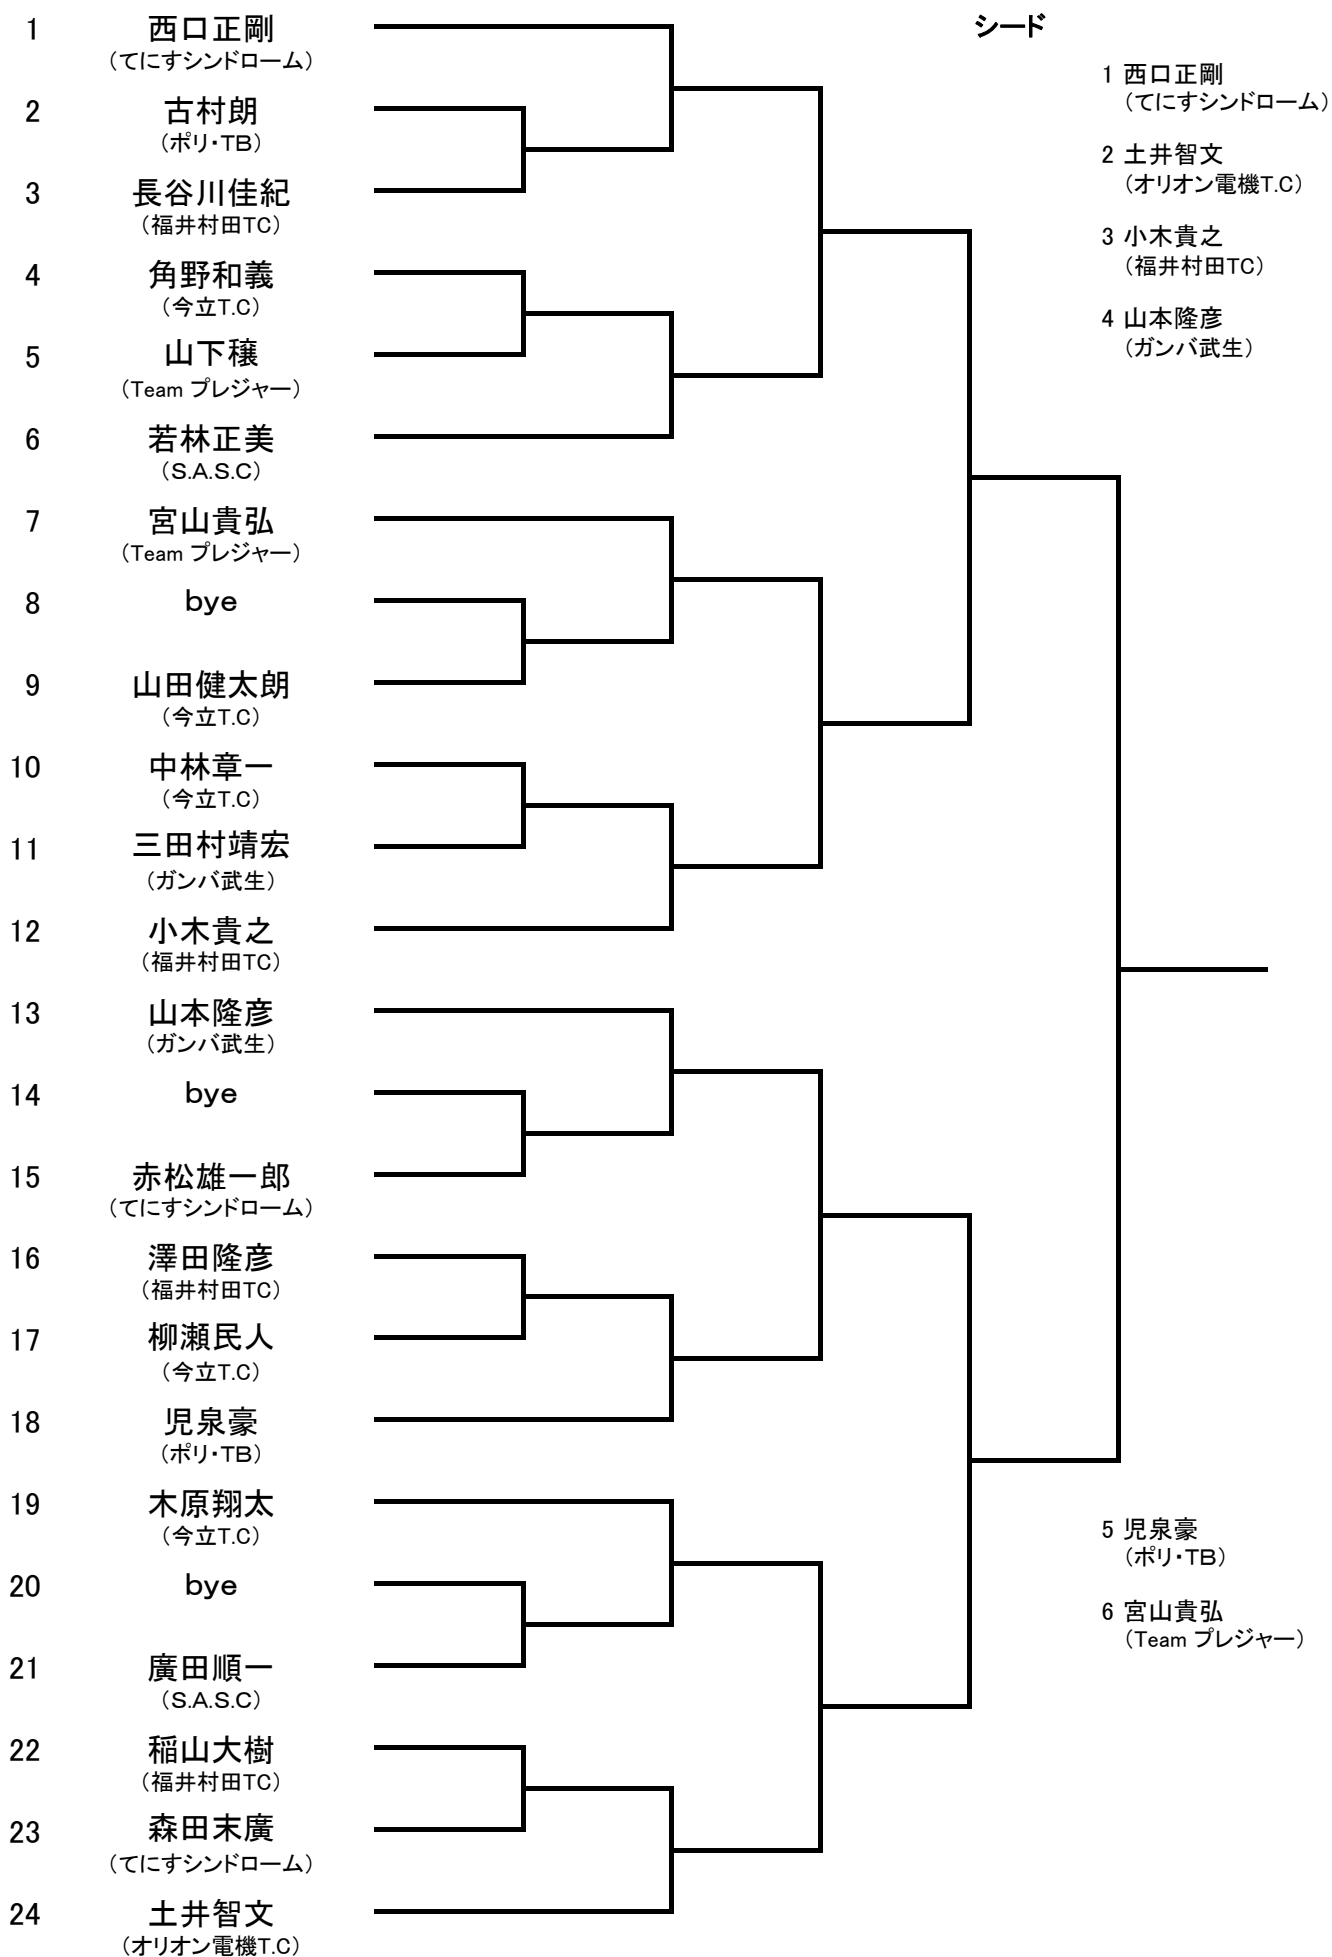 1 西口正剛
（てにすシンドローム）
2 古村朗
（ポリ・TB）
3 長谷川佳紀
（福井村田TC）
4 角野和義
（今立T.C）
5 山下穣
（Team プレジャー）
6 若林正美
（S.A.S.C）
7 宮山貴弘
（Team プレジャー）
8 bye
9 山田健太朗
（今立T.C）
10 中林章一
（今立T.C）
11 三田村靖宏
（ガンバ武生）
12 小木貴之
（福井村田TC）
13 山本隆彦
（ガンバ武生）
14 bye
15 赤松雄一郎
（てにすシンドローム）
16 澤田隆彦
（福井村田TC）
17 柳瀬民人
（今立T.C）
18 児泉豪
（ポリ・TB）
19 木原翔太
（今立T.C）
20 bye
21 廣田順一
（S.A.S.C）
22 稲山大樹
（福井村田TC）
23 森田末廣
（てにすシンドローム）
24 土井智文
（オリオン電機T.C）
シード
1 西口正剛
（てにすシンドローム）
2 土井智文
（オリオン電機T.C）
3 小木貴之
（福井村田TC）
4 山本隆彦
（ガンバ武生）
5 児泉豪
（ポリ・TB）
6 宮山貴弘
（Team プレジャー）